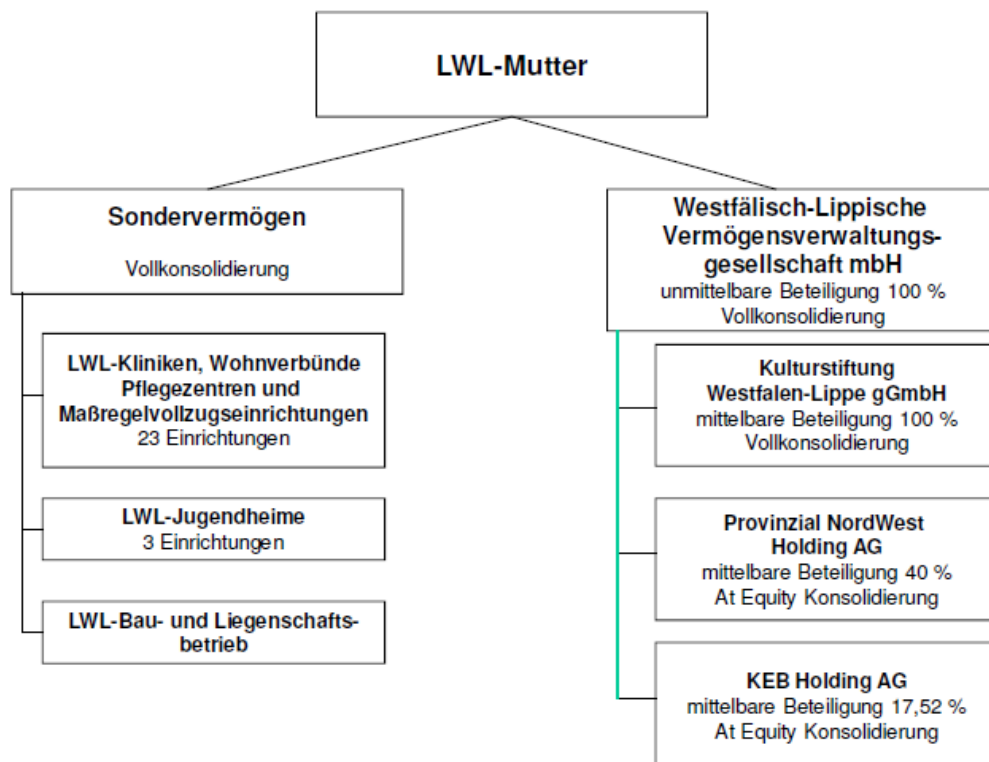 LWL-Mutter
Sondervermögen
Vollkonsolidierung
LWL-Kliniken, Wohnverbünde
Pflegezentren und
Maßregelvollzugseinrichtungen
23 Einrichtungen
LWL-Jugendheime
3 Einrichtungen
LWL-Bau- und Liegenschafts-
betrieb
Westfälisch-Lippische
Vermögensverwaltungs-
gesellschaft mbH
unmittelbare Beteiligung 100 %
Vollkonsolidierung
Kulturstiftung
Westfalen-Lippe gGmbH
mittelbare Beteiligung 100 %
Vollkonsolidierung
Provinzial NordWest
Holding AG
mittelbare Beteiligung 40 %
At Equity Konsolidierung
KEB Holding AG
mittelbare Beteiligung 17,52 %
At Equity Konsolidierung